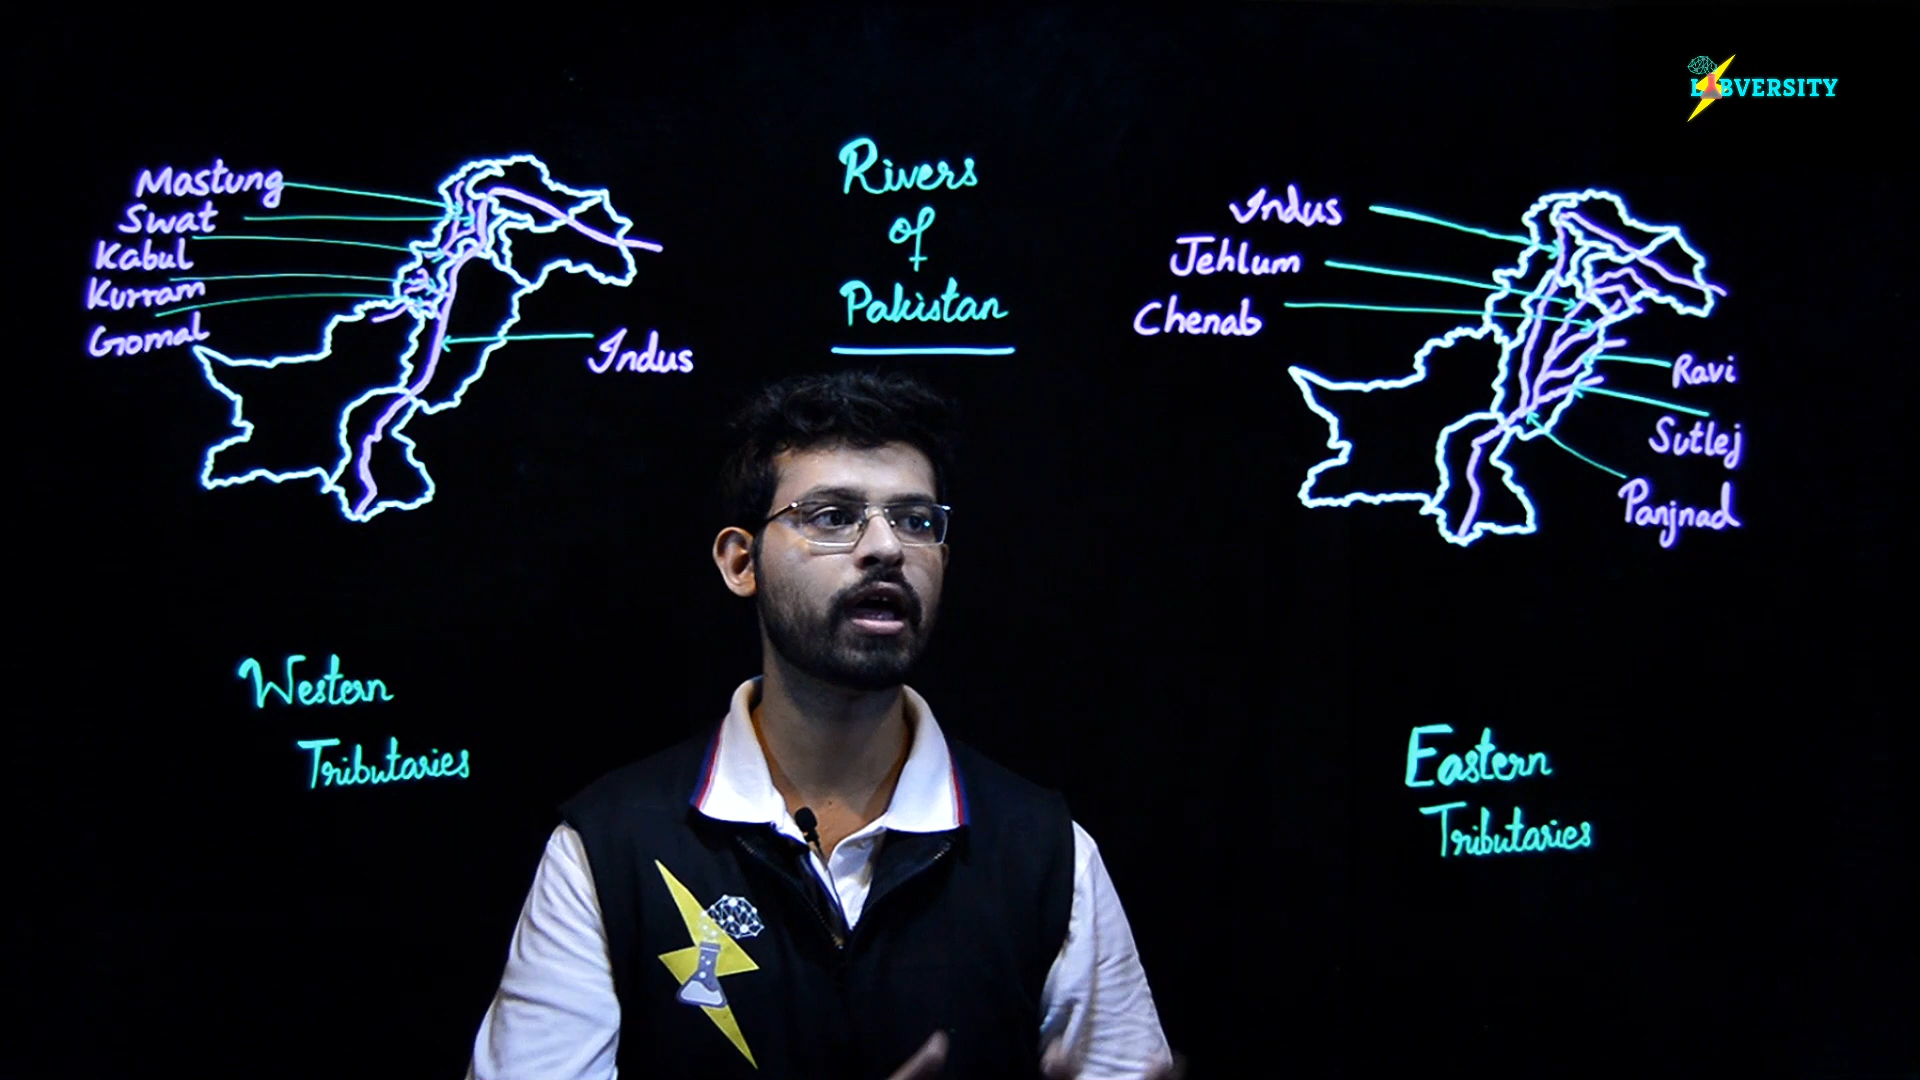 LABVERSITY
Rivers
of
Pakistan
Mastung
Swat
Kabul
Kurram
Gomal
Indus
Western
Tributaries
Indus
Jehlum
Chenab
Ravi
Sutlej
Panjnad
Eastern
Tributaries